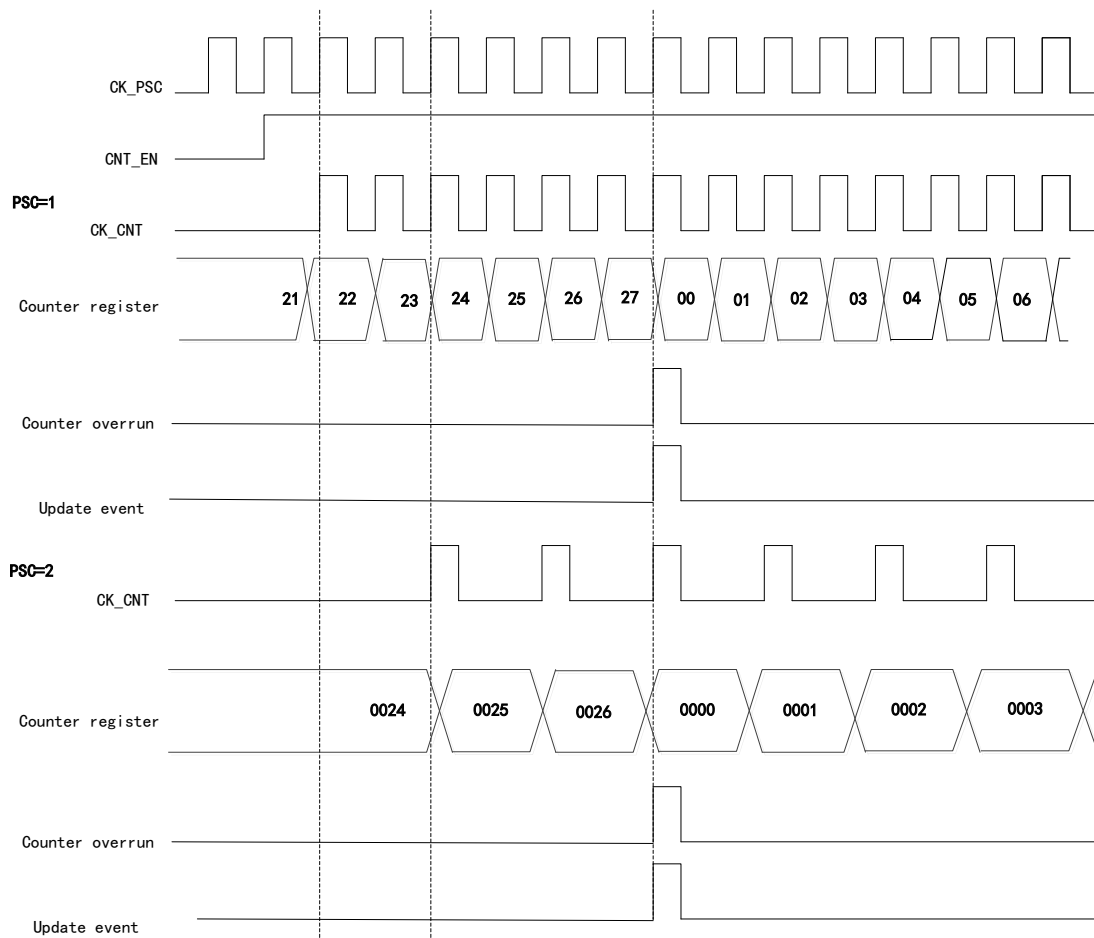 CK_PSC
CNT_EN
PSC=1
CK_CNT
Counter register 21 22 23 24 25 26 27 00 01 02 03 04 05 06
Counter overrun
Update event
PSC=2
CK_CNT
Counter register 0024 0025 0026 0000 0001 0002 0003
Counter overrun
Update event